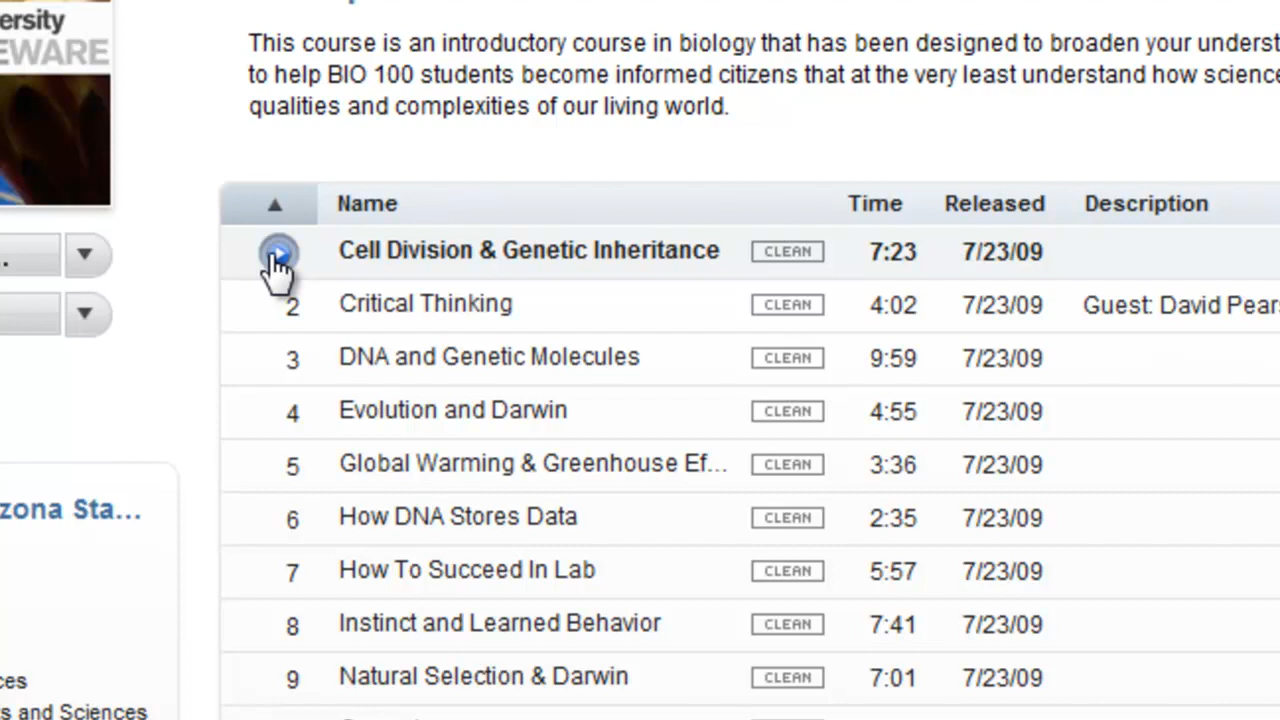 ersity
EWARE
This course is an introductory course in biology that has been designed to broaden your underst
to help BIO 100 students become informed citizens that at the very least understand how science
qualities and complexities of our living world.
▲ Name Time Released Description
Cell Division & Genetic Inheritance CLEAN 7:23 7/23/09
2 Critical Thinking CLEAN 4:02 7/23/09 Guest: David Pears
3 DNA and Genetic Molecules CLEAN 9:59 7/23/09
4 Evolution and Darwin CLEAN 4:55 7/23/09
5 Global Warming & Greenhouse Ef... CLEAN 3:36 7/23/09
6 How DNA Stores Data CLEAN 2:35 7/23/09
7 How To Succeed In Lab CLEAN 5:57 7/23/09
8 Instinct and Learned Behavior CLEAN 7:41 7/23/09
9 Natural Selection & Darwin CLEAN 7:01 7/23/09
zona Sta...
ces
s and Sciences